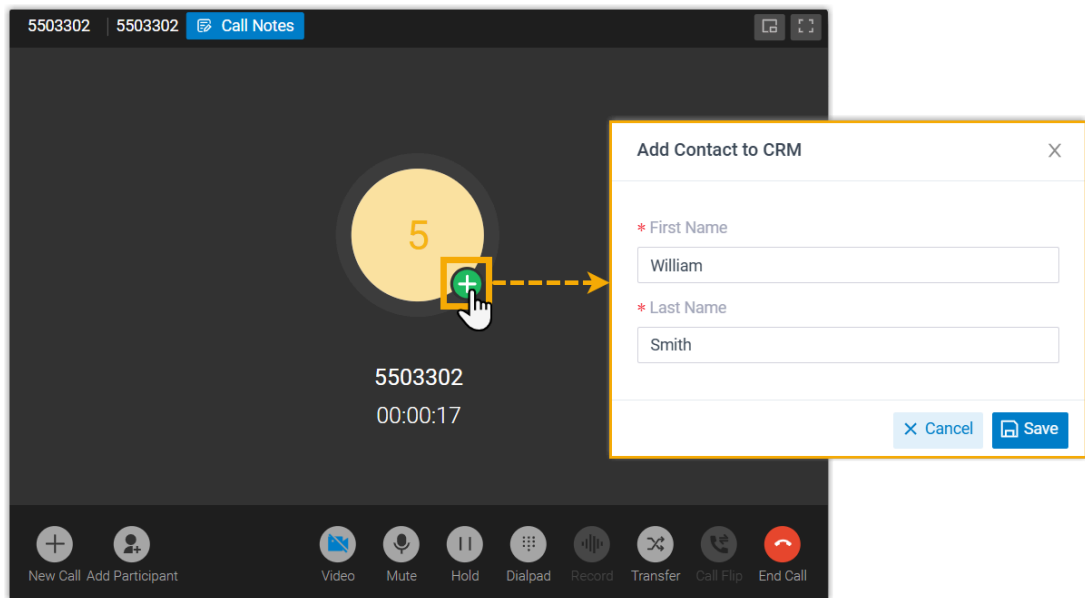 5503302 5503302 Call Notes
5
5503302
00:00:17
Add Contact to CRM
* First Name
William
* Last Name
Smith
Cancel Save
New Call Add Participant Video Mute Hold Dialpad Record Transfer Call Flip End Call